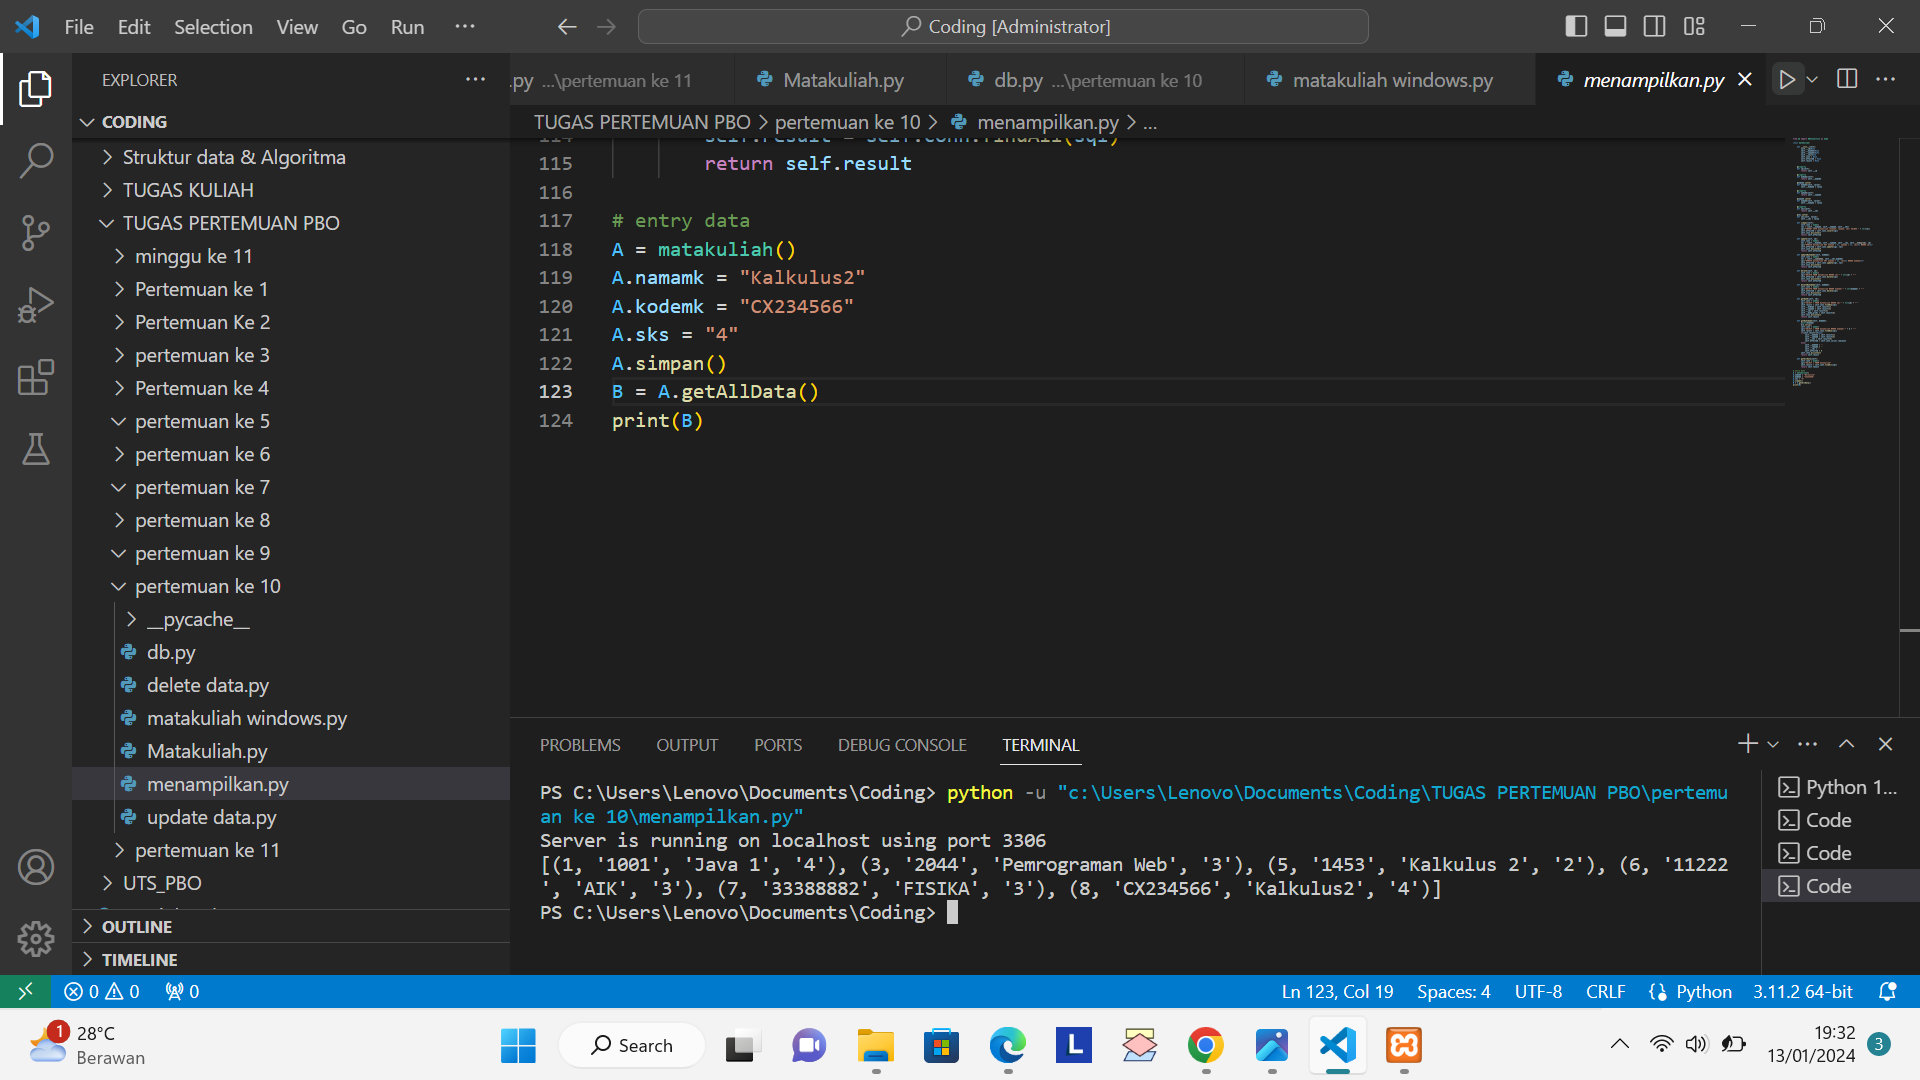 File Edit Selection View Go Run ···
Coding [Administrator]
EXPLORER
CODING
Struktur data & Algoritma
TUGAS KULIAH
TUGAS PERTEMUAN PBO
minggu ke 11
Pertemuan ke 1
Pertemuan Ke 2
pertemuan ke 3
Pertemuan ke 4
pertemuan ke 5
pertemuan ke 6
pertemuan ke 7
pertemuan ke 8
pertemuan ke 9
pertemuan ke 10
__pycache__
db.py
delete data.py
matakuliah windows.py
Matakuliah.py
menampilkan.py
update data.py
pertemuan ke 11
UTS_PBO
OUTLINE
TIMELINE
.py ...\pertemuan ke 11 Matakuliah.py db.py ...\pertemuan ke 10 matakuliah windows.py menampilkan.py
TUGAS PERTEMUAN PBO > pertemuan ke 10 > menampilkan.py > ...
114 self.result = self.conn.findAll(sql)
115 return self.result
116
117 # entry data
118 A = matakuliah()
119 A.namamk = "Kalkulus2"
120 A.kodemk = "CX234566"
121 A.sks = "4"
122 A.simpan()
123 B = A.getAllData()
124 print(B)
PROBLEMS OUTPUT PORTS DEBUG CONSOLE TERMINAL
PS C:\Users\Lenovo\Documents\Coding> python -u "c:\Users\Lenovo\Documents\Coding\TUGAS PERTEMUAN PBO\pertemu
an ke 10\menampilkan.py"
Server is running on localhost using port 3306
[(1, '1001', 'Java 1', '4'), (3, '2044', 'Pemrograman Web', '3'), (5, '1453', 'Kalkulus 2', '2'), (6, '11222
', 'AIK', '3'), (7, '33388882', 'FISIKA', '3'), (8, 'CX234566', 'Kalkulus2', '4')]
PS C:\Users\Lenovo\Documents\Coding>
Python 1...
Code
Code
Code
0 0 0 Ln 123, Col 19 Spaces: 4 UTF-8 CRLF Python 3.11.2 64-bit
1 28°C
Berawan
Search
L
19:32
13/01/2024
3